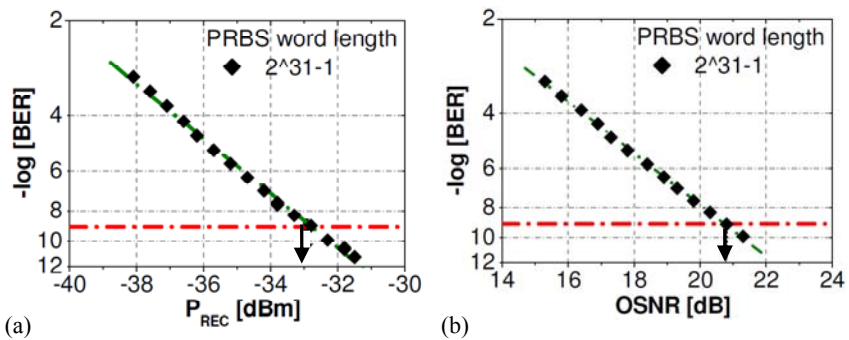 PRBS word length
2^31-1
-log [BER]
2
4
6
8
10
12
-40 -38 -36 -34 -32 -30
P_REC [dBm]
(a)
PRBS word length
2^31-1
-log [BER]
2
4
6
8
10
12
14 16 18 20 22 24
OSNR [dB]
(b)